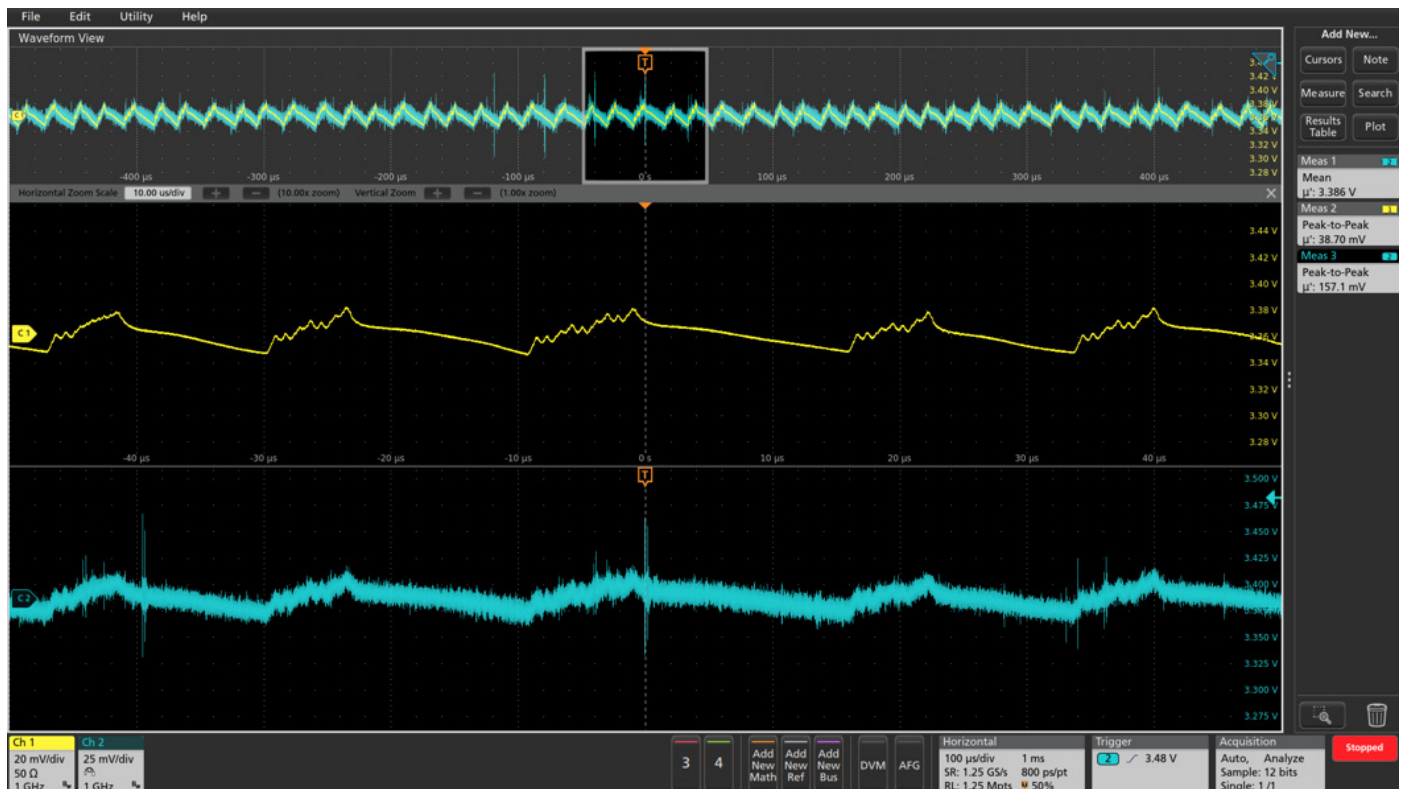 File Edit Utility Help
Waveform View
Add New...
Cursors Note
Measure Search
Results Table Plot
T
3.42 V
3.40 V
3.34 V
3.32 V
3.30 V
3.28 V
C1
-400 µs -300 µs -200 µs -100 µs 0 s 100 µs 200 µs 300 µs 400 µs
Horizontal Zoom Scale 10.00 us/div + − (10.00x zoom) Vertical Zoom + − (1.00x zoom) ×
3.44 V
3.42 V
3.40 V
3.38 V
3.36 V
3.34 V
3.32 V
3.30 V
3.28 V
C 1
-40 µs -30 µs -20 µs -10 µs 0 s 10 µs 20 µs 30 µs 40 µs
T
3.500 V
3.475 V
3.450 V
3.425 V
3.400 V
3.350 V
3.325 V
3.300 V
3.275 V
C 2
Meas 1 2
Mean
µ': 3.386 V
Meas 2 1
Peak-to-Peak
µ': 38.70 mV
Meas 3 2
Peak-to-Peak
µ': 157.1 mV
Ch 1
20 mV/div
50 Ω
1 GHz
Ch 2
25 mV/div
1 GHz
3 4
Add New Math
Add New Ref
Add New Bus
DVM AFG
Horizontal
100 µs/div 1 ms
SR: 1.25 GS/s 800 ps/pt
RL: 1.25 Mpts 50%
Trigger
2 3.48 V
Acquisition
Auto, Analyze
Sample: 12 bits
Single: 1 /1
Stopped